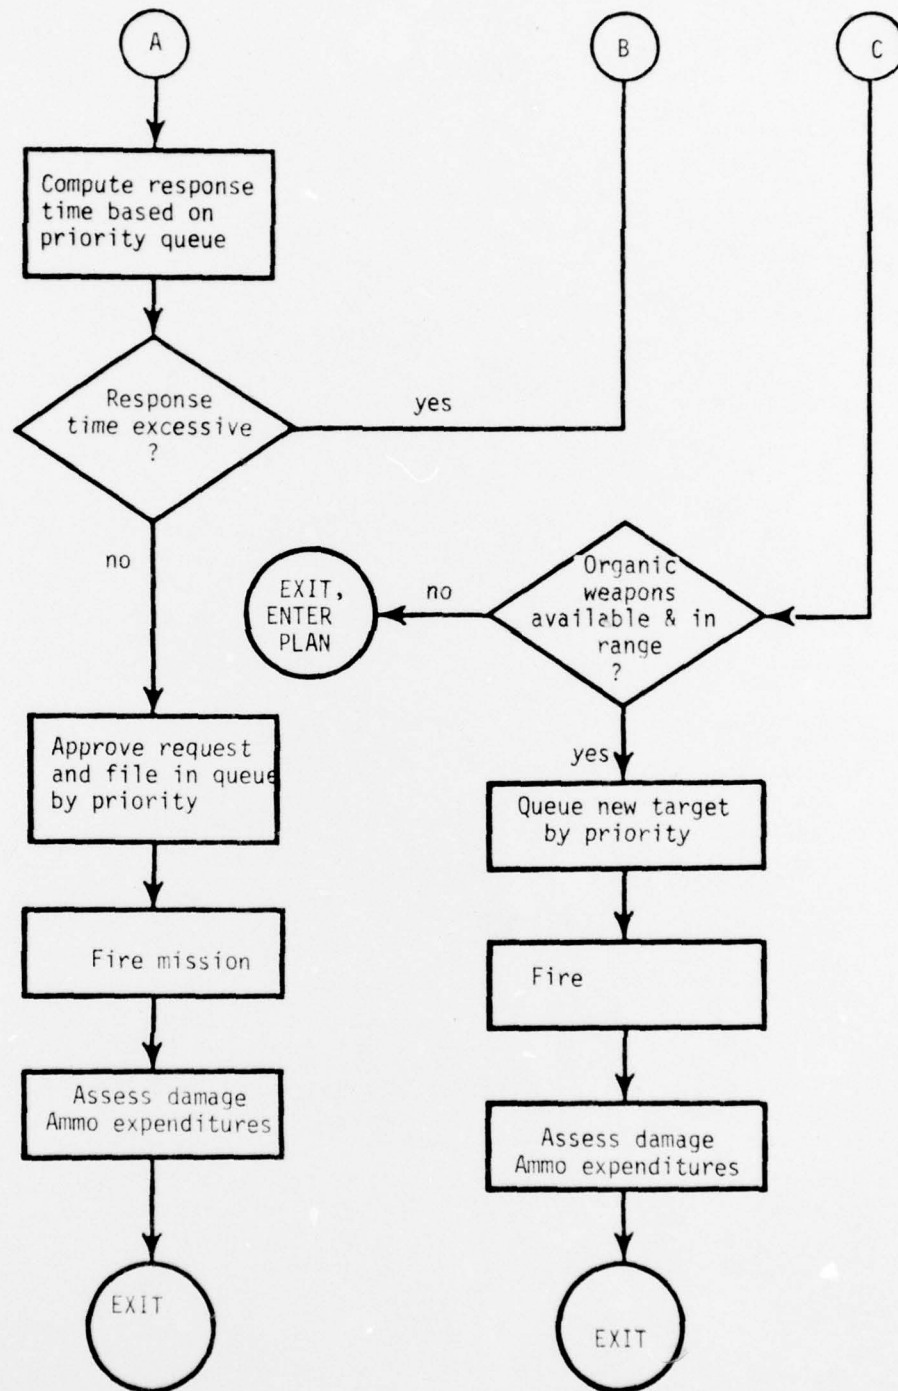 A
B
C
Compute response
time based on
priority queue
Response
time excessive
?
yes
no
EXIT,
ENTER
PLAN
no
Organic
weapons
available & in
range
?
yes
Approve request
and file in queue
by priority
Queue new target
by priority
Fire mission
Fire
Assess damage
Ammo expenditures
Assess damage
Ammo expenditures
EXIT
EXIT